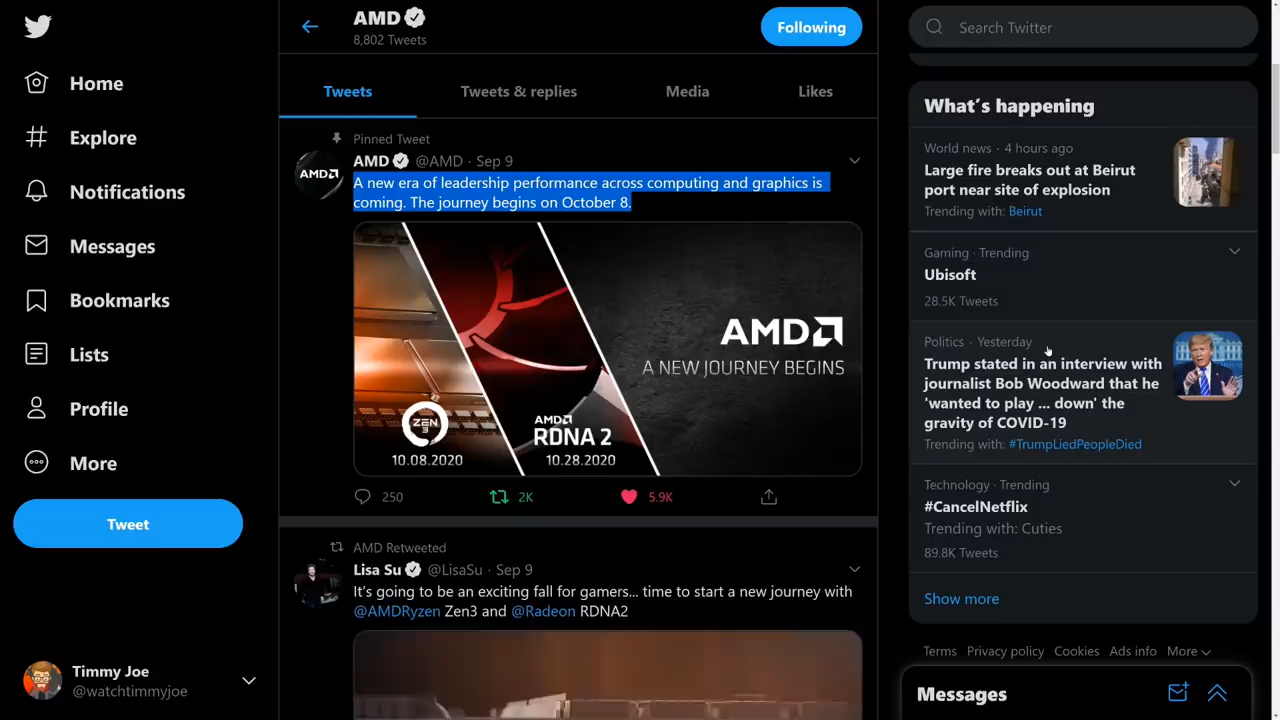 Home
Explore
Notifications
Messages
Bookmarks
Lists
Profile
More
Tweet
Timmy Joe
@watchtimmyjoe
AMD
8,802 Tweets
Following
Tweets
Tweets & replies
Media
Likes
Pinned Tweet
AMD @AMD · Sep 9
A new era of leadership performance across computing and graphics is
coming. The journey begins on October 8.
AMD
AMD
A NEW JOURNEY BEGINS
ZEN
3
10.08.2020
AMD
RDNA 2
10.28.2020
250
2K
5.9K
AMD Retweeted
Lisa Su @LisaSu · Sep 9
It's going to be an exciting fall for gamers... time to start a new journey with
@AMDRyzen Zen3 and @Radeon RDNA2
Search Twitter
What's happening
World news · 4 hours ago
Large fire breaks out at Beirut
port near site of explosion
Trending with: Beirut
Gaming · Trending
Ubisoft
28.5K Tweets
Politics · Yesterday
Trump stated in an interview with
journalist Bob Woodward that he
'wanted to play ... down' the
gravity of COVID-19
Trending with: #TrumpLiedPeopleDied
Technology · Trending
#CancelNetflix
Trending with: Cuties
89.8K Tweets
Show more
Terms Privacy policy Cookies Ads info More
Messages